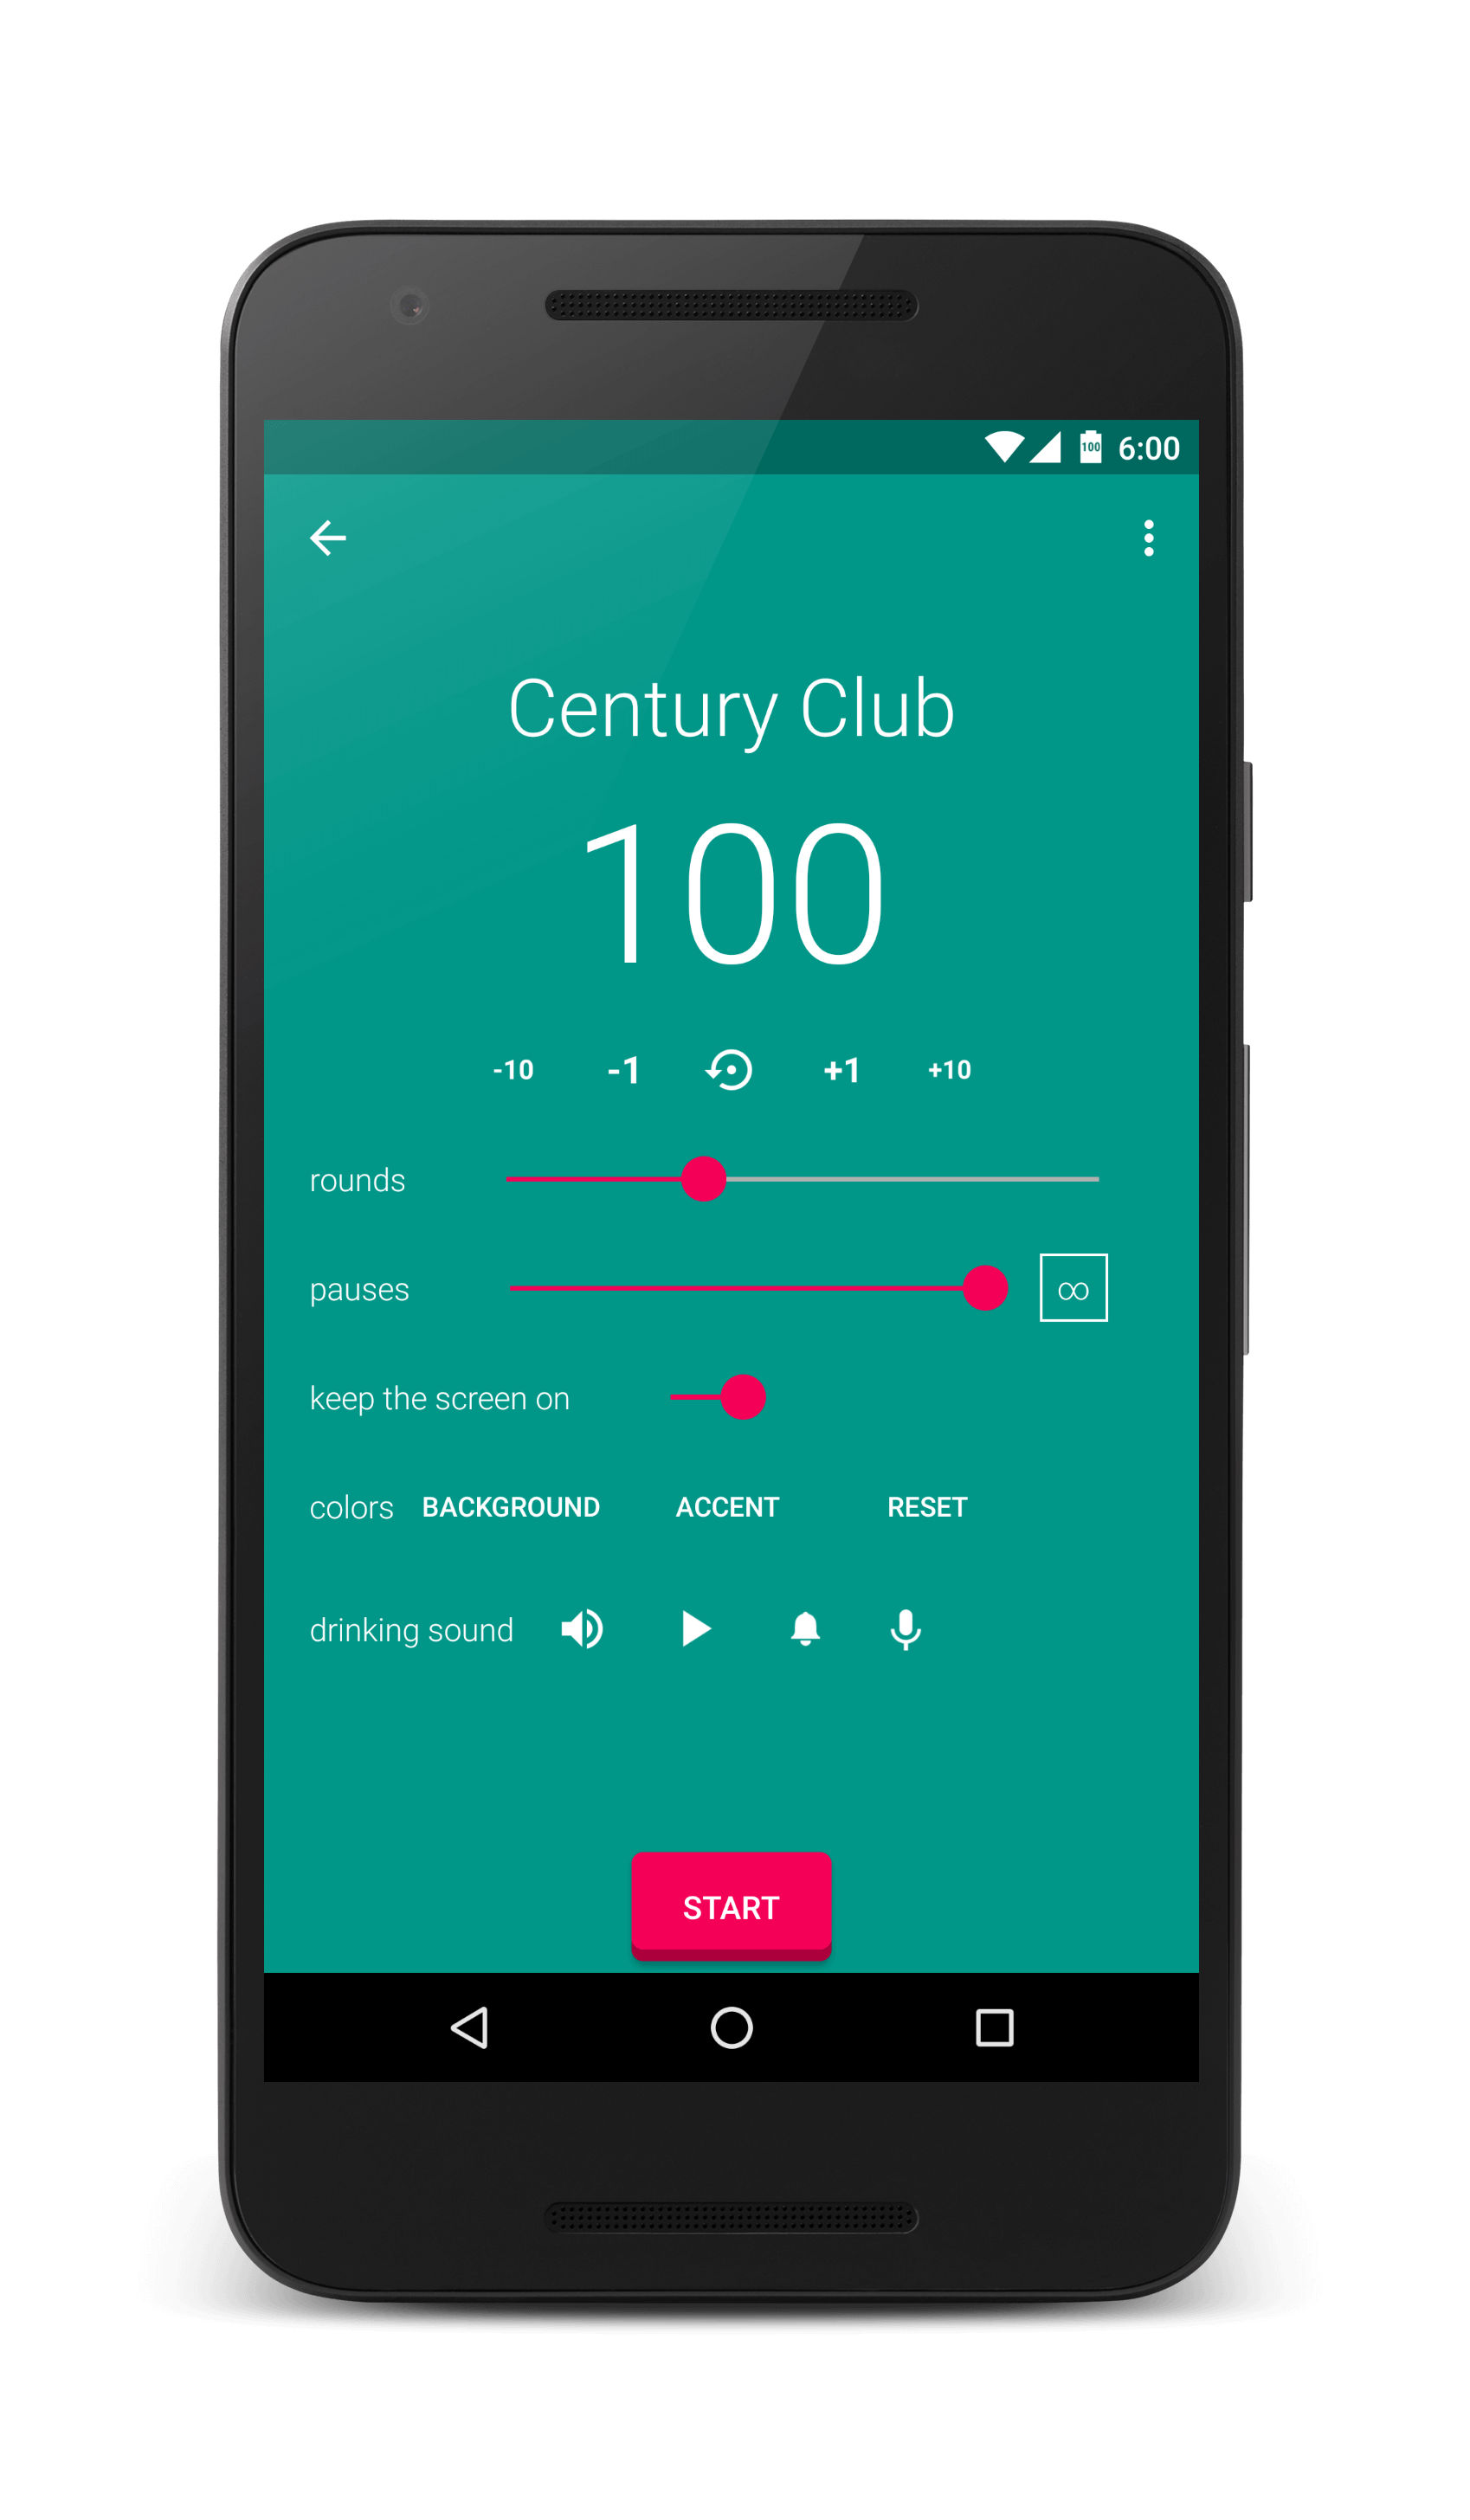 100 6:00
Century Club
100
-10 -1 +1 +10
rounds
pauses ∞
keep the screen on
colors BACKGROUND ACCENT RESET
drinking sound
START